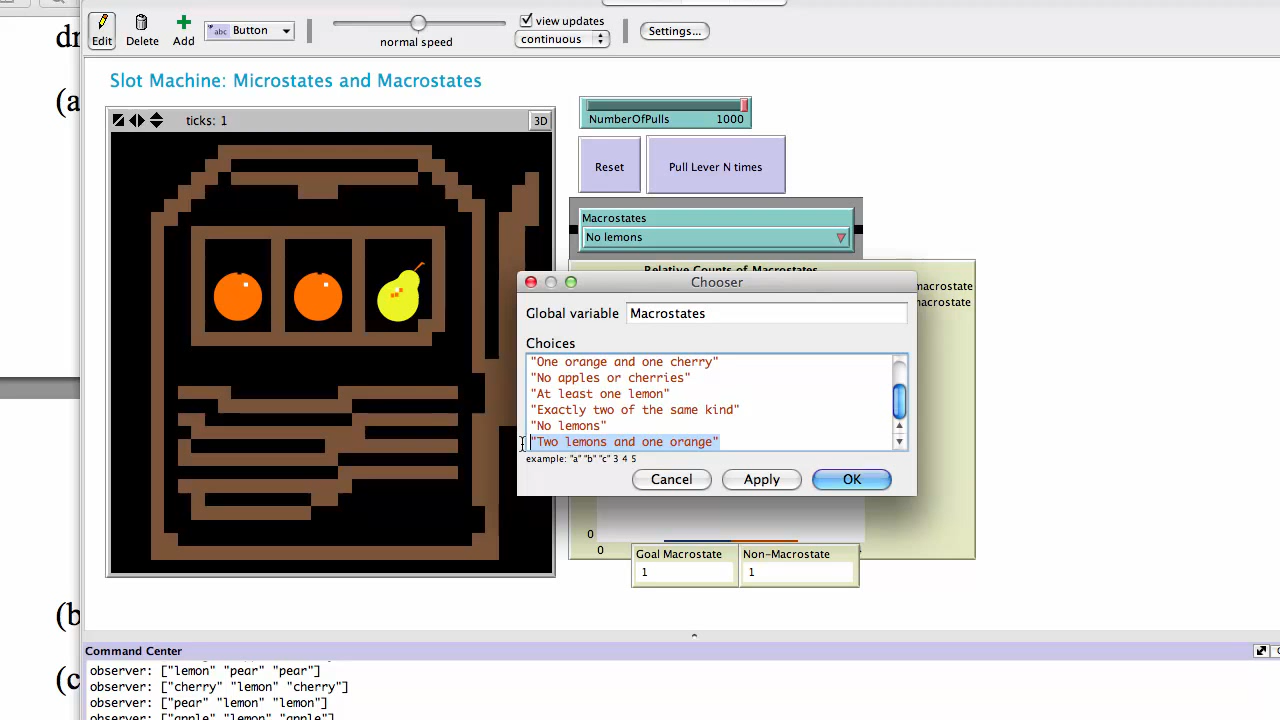 dr
(a
Edit Delete Add
abc Button
normal speed
view updates
continuous
Settings...
Slot Machine: Microstates and Macrostates
ticks: 1
3D
NumberOfPulls 1000
Reset
Pull Lever N times
Macrostates
No lemons
Relative Counts of Macrostates
macrostate
macrostate
Chooser
Global variable Macrostates
Choices
"One orange and one cherry"
"No apples or cherries"
"At least one lemon"
"Exactly two of the same kind"
"No lemons"
"Two lemons and one orange"
example: "a" "b" "c" 3 4 5
Cancel Apply OK
0
0
Goal Macrostate Non-Macrostate
1 1
(b
Command Center
(c
observer: ["lemon" "pear" "pear"]
observer: ["cherry" "lemon" "cherry"]
observer: ["pear" "lemon" "lemon"]
observer: ["apple" "lemon" "apple"]